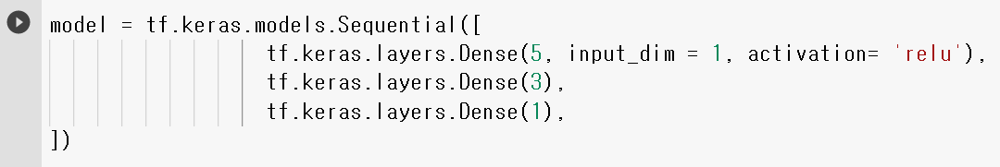 model = tf.keras.models.Sequential([
tf.keras.layers.Dense(5, input_dim = 1, activation= 'relu'),
tf.keras.layers.Dense(3),
tf.keras.layers.Dense(1),
])